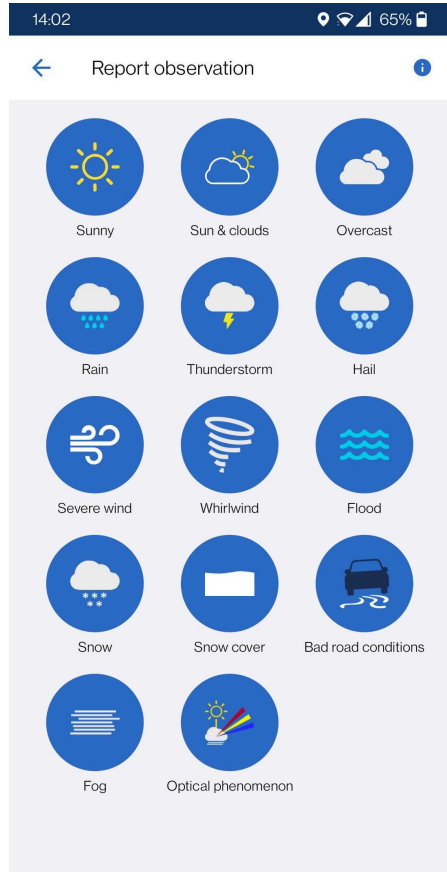 14:02 65%
Report observation i
Sunny Sun & clouds Overcast
Rain Thunderstorm Hail
Severe wind Whirlwind Flood
Snow Snow cover Bad road conditions
Fog Optical phenomenon